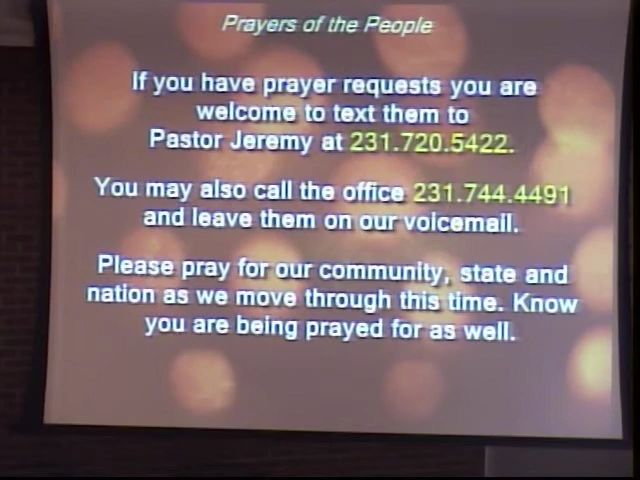 Prayers of the People
If you have prayer requests you are
welcome to text them to
Pastor Jeremy at 231.720.5422.
You may also call the office 231.744.4491
and leave them on our voicemail.
Please pray for our community, state and
nation as we move through this time. Know
you are being prayed for as well.